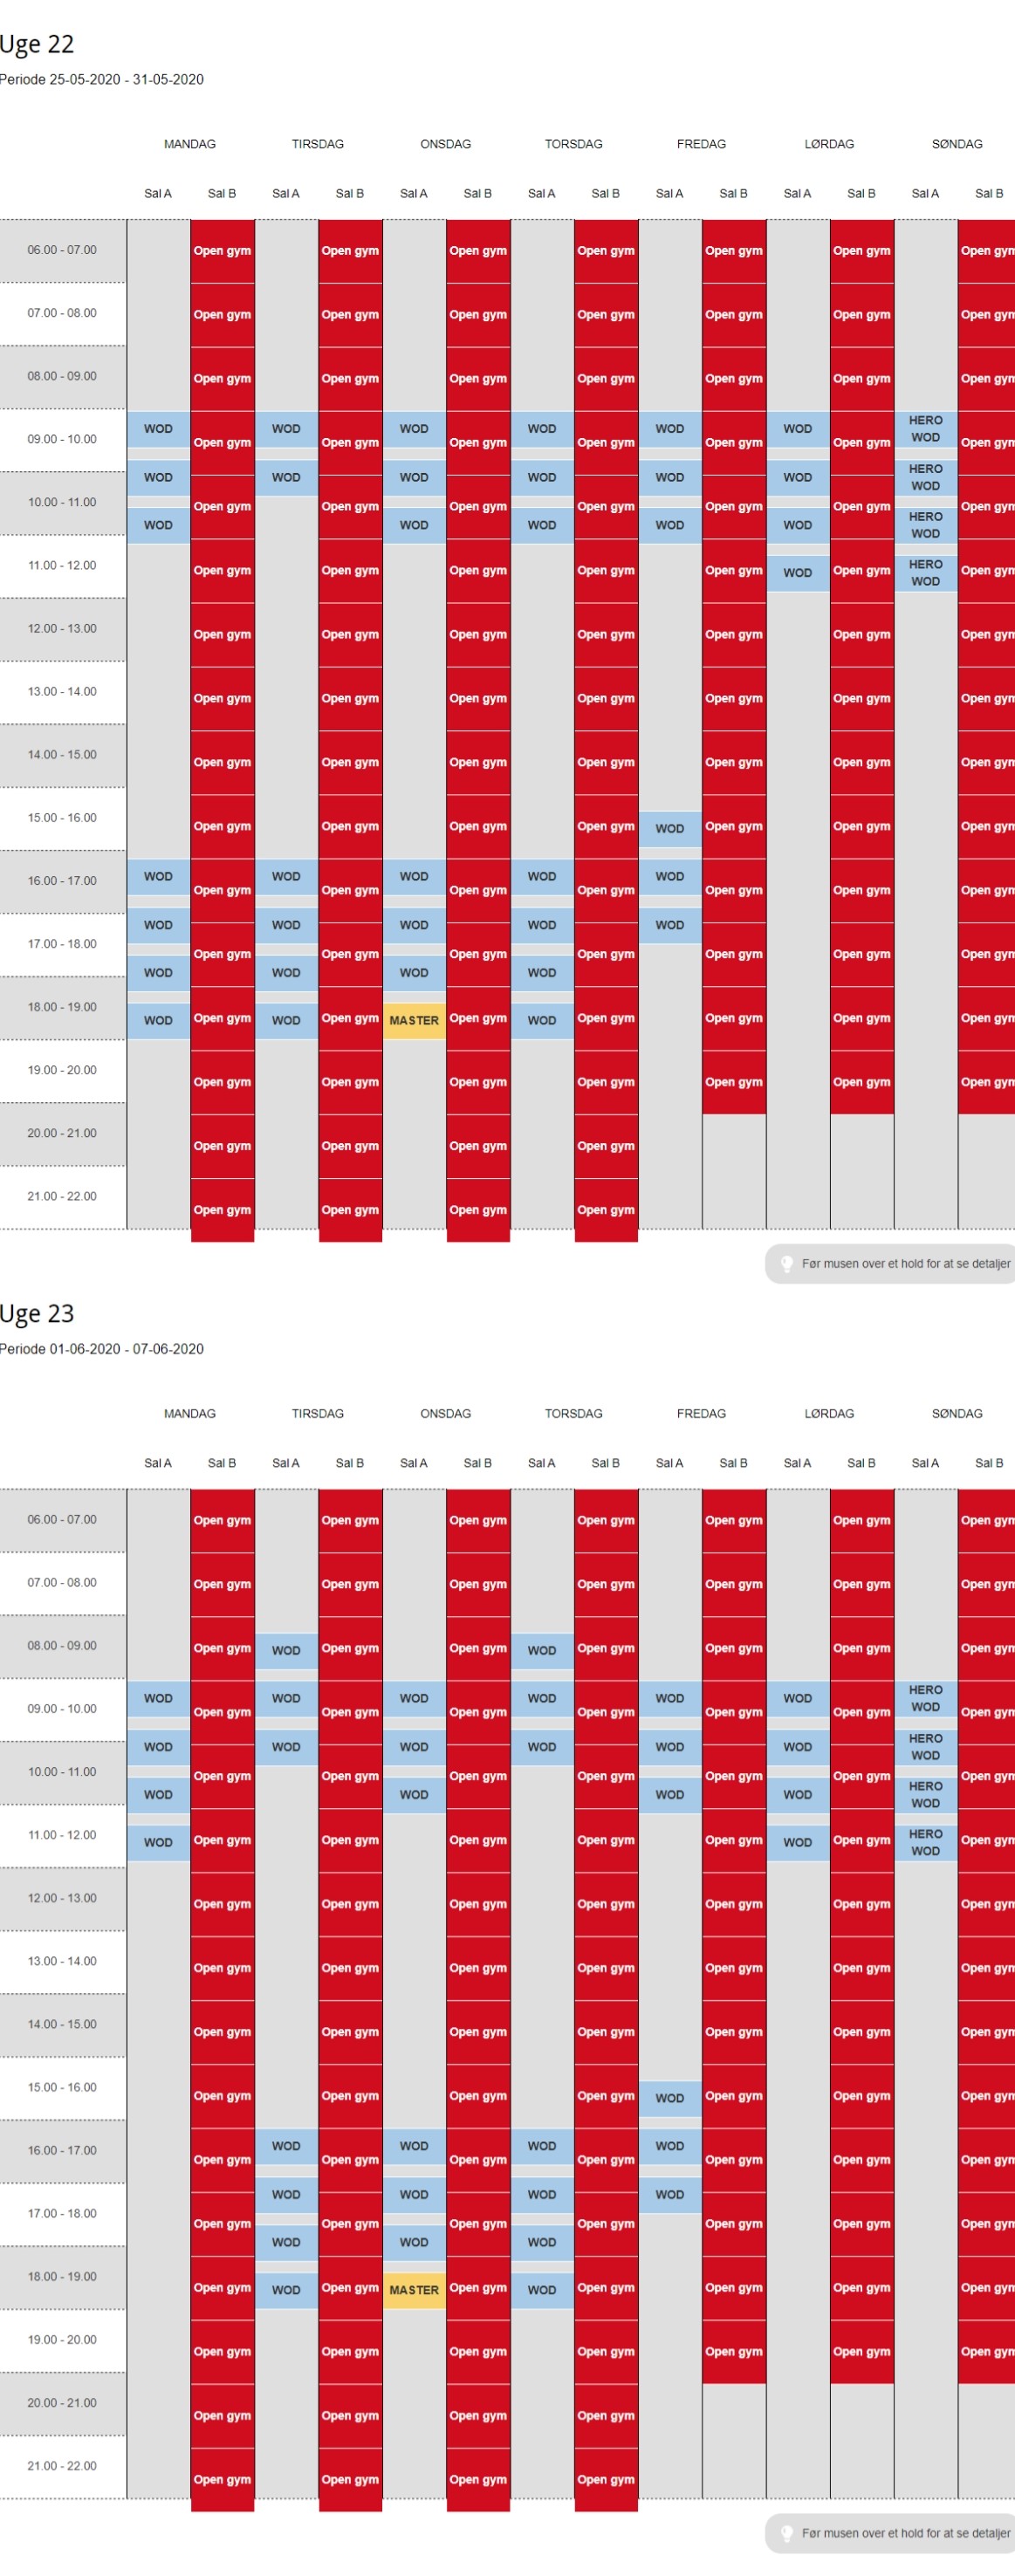 Uge 22
Periode 25-05-2020 - 31-05-2020
MANDAG TIRSDAG ONSDAG TORSDAG FREDAG LØRDAG SØNDAG
Sal A Sal B Sal A Sal B Sal A Sal B Sal A Sal B Sal A Sal B Sal A Sal B Sal A Sal B
06.00 - 07.00 Open gym Open gym Open gym Open gym Open gym Open gym Open gym
07.00 - 08.00 Open gym Open gym Open gym Open gym Open gym Open gym Open gym
08.00 - 09.00 Open gym Open gym Open gym Open gym Open gym Open gym Open gym
WOD WOD WOD WOD WOD WOD HERO WOD
09.00 - 10.00 Open gym Open gym Open gym Open gym Open gym Open gym Open gym
WOD WOD WOD WOD WOD WOD HERO WOD
10.00 - 11.00 Open gym Open gym Open gym Open gym Open gym Open gym Open gym
WOD WOD WOD WOD WOD HERO WOD
11.00 - 12.00 Open gym Open gym Open gym Open gym Open gym WOD Open gym HERO WOD Open gym
12.00 - 13.00 Open gym Open gym Open gym Open gym Open gym Open gym Open gym
13.00 - 14.00 Open gym Open gym Open gym Open gym Open gym Open gym Open gym
14.00 - 15.00 Open gym Open gym Open gym Open gym Open gym Open gym Open gym
15.00 - 16.00 Open gym Open gym Open gym Open gym WOD Open gym Open gym Open gym
WOD WOD WOD WOD WOD
16.00 - 17.00 Open gym Open gym Open gym Open gym Open gym Open gym Open gym
WOD WOD WOD WOD WOD
17.00 - 18.00 Open gym Open gym Open gym Open gym Open gym Open gym Open gym
WOD WOD WOD WOD
18.00 - 19.00 WOD Open gym WOD Open gym MASTER Open gym WOD Open gym Open gym Open gym Open gym
19.00 - 20.00 Open gym Open gym Open gym Open gym Open gym Open gym Open gym
20.00 - 21.00 Open gym Open gym Open gym Open gym
21.00 - 22.00 Open gym Open gym Open gym Open gym
Før musen over et hold for at se detaljer
Uge 23
Periode 01-06-2020 - 07-06-2020
MANDAG TIRSDAG ONSDAG TORSDAG FREDAG LØRDAG SØNDAG
Sal A Sal B Sal A Sal B Sal A Sal B Sal A Sal B Sal A Sal B Sal A Sal B Sal A Sal B
06.00 - 07.00 Open gym Open gym Open gym Open gym Open gym Open gym Open gym
07.00 - 08.00 Open gym Open gym Open gym Open gym Open gym Open gym Open gym
08.00 - 09.00 Open gym WOD Open gym Open gym WOD Open gym Open gym Open gym Open gym
WOD WOD WOD WOD WOD WOD HERO WOD
09.00 - 10.00 Open gym Open gym Open gym Open gym Open gym Open gym Open gym
WOD WOD WOD WOD WOD WOD HERO WOD
10.00 - 11.00 Open gym Open gym Open gym Open gym Open gym Open gym Open gym
WOD WOD WOD WOD HERO WOD
11.00 - 12.00 WOD Open gym Open gym Open gym Open gym Open gym WOD Open gym HERO WOD Open gym
12.00 - 13.00 Open gym Open gym Open gym Open gym Open gym Open gym Open gym
13.00 - 14.00 Open gym Open gym Open gym Open gym Open gym Open gym Open gym
14.00 - 15.00 Open gym Open gym Open gym Open gym Open gym Open gym Open gym
15.00 - 16.00 Open gym Open gym Open gym Open gym WOD Open gym Open gym Open gym
WOD WOD WOD WOD
16.00 - 17.00 Open gym Open gym Open gym Open gym Open gym Open gym Open gym
WOD WOD WOD WOD
17.00 - 18.00 Open gym Open gym Open gym Open gym Open gym Open gym Open gym
WOD WOD WOD
18.00 - 19.00 Open gym WOD Open gym MASTER Open gym WOD Open gym Open gym Open gym Open gym
19.00 - 20.00 Open gym Open gym Open gym Open gym Open gym Open gym Open gym
20.00 - 21.00 Open gym Open gym Open gym Open gym
21.00 - 22.00 Open gym Open gym Open gym Open gym
Før musen over et hold for at se detaljer